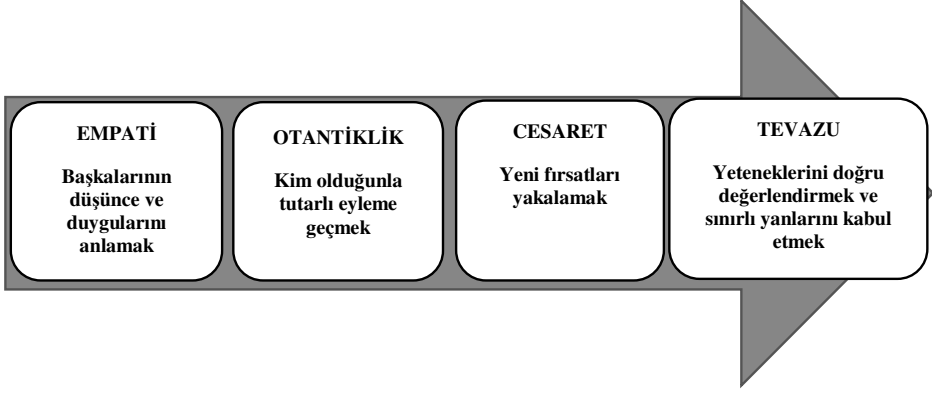 EMPATİ
Başkalarının
düşünce ve
duygularını
anlamak
OTANTİKLİK
Kim olduğunla
tutarlı eyleme
geçmek
CESARET
Yeni fırsatları
yakalamak
TEVAZU
Yeteneklerini doğru
değerlendirmek ve
sınırlı yanlarını kabul
etmek